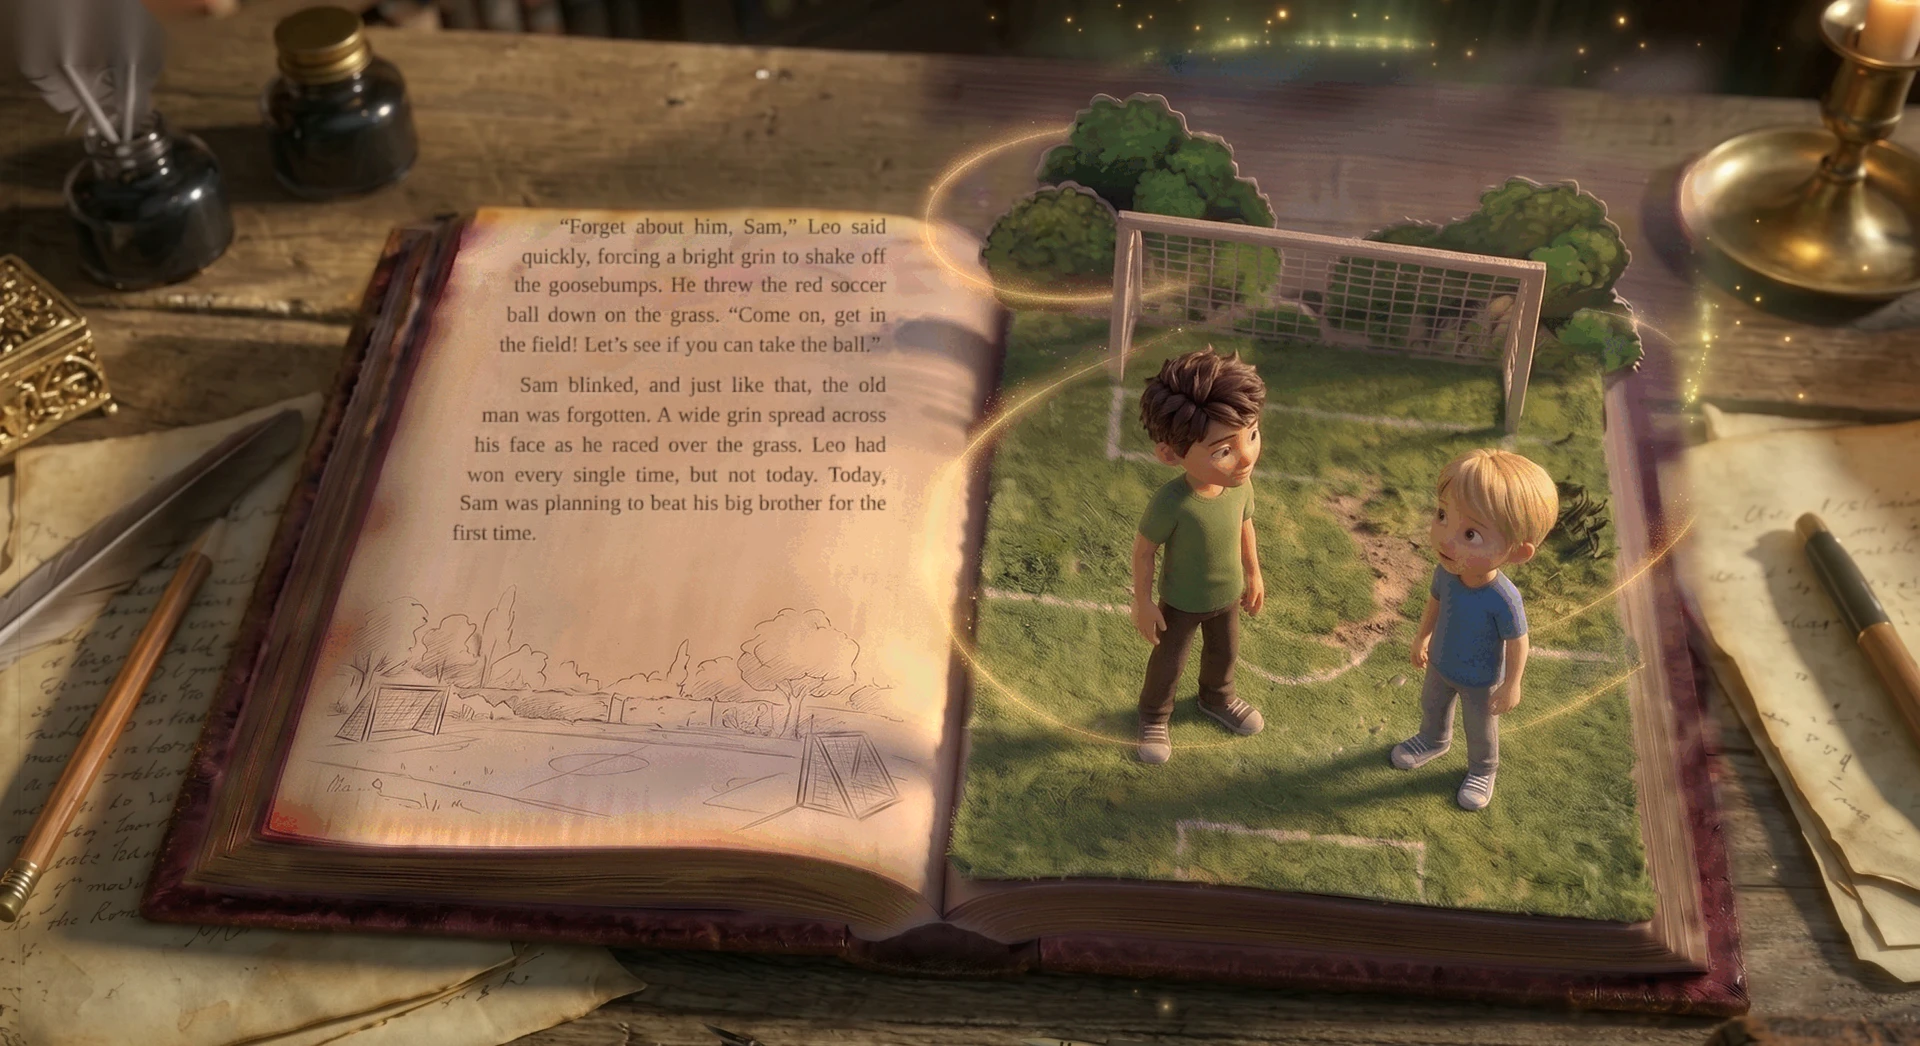 “Forget about him, Sam,” Leo said
quickly, forcing a bright grin to shake off
the goosebumps. He threw the red soccer
ball down on the grass. “Come on, get in
the field! Let’s see if you can take the ball.”
Sam blinked, and just like that, the old
man was forgotten. A wide grin spread across
his face as he raced over the grass. Leo had
won every single time, but not today. Today,
Sam was planning to beat his big brother for the
first time.